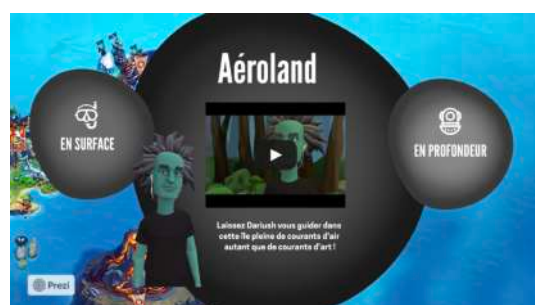 Aéroland
EN SURFACE
EN PROFONDEUR
Laissez Dariush vous guider dans
cette île pleine de courants d'air
autant que de courants d'art !
Prezi